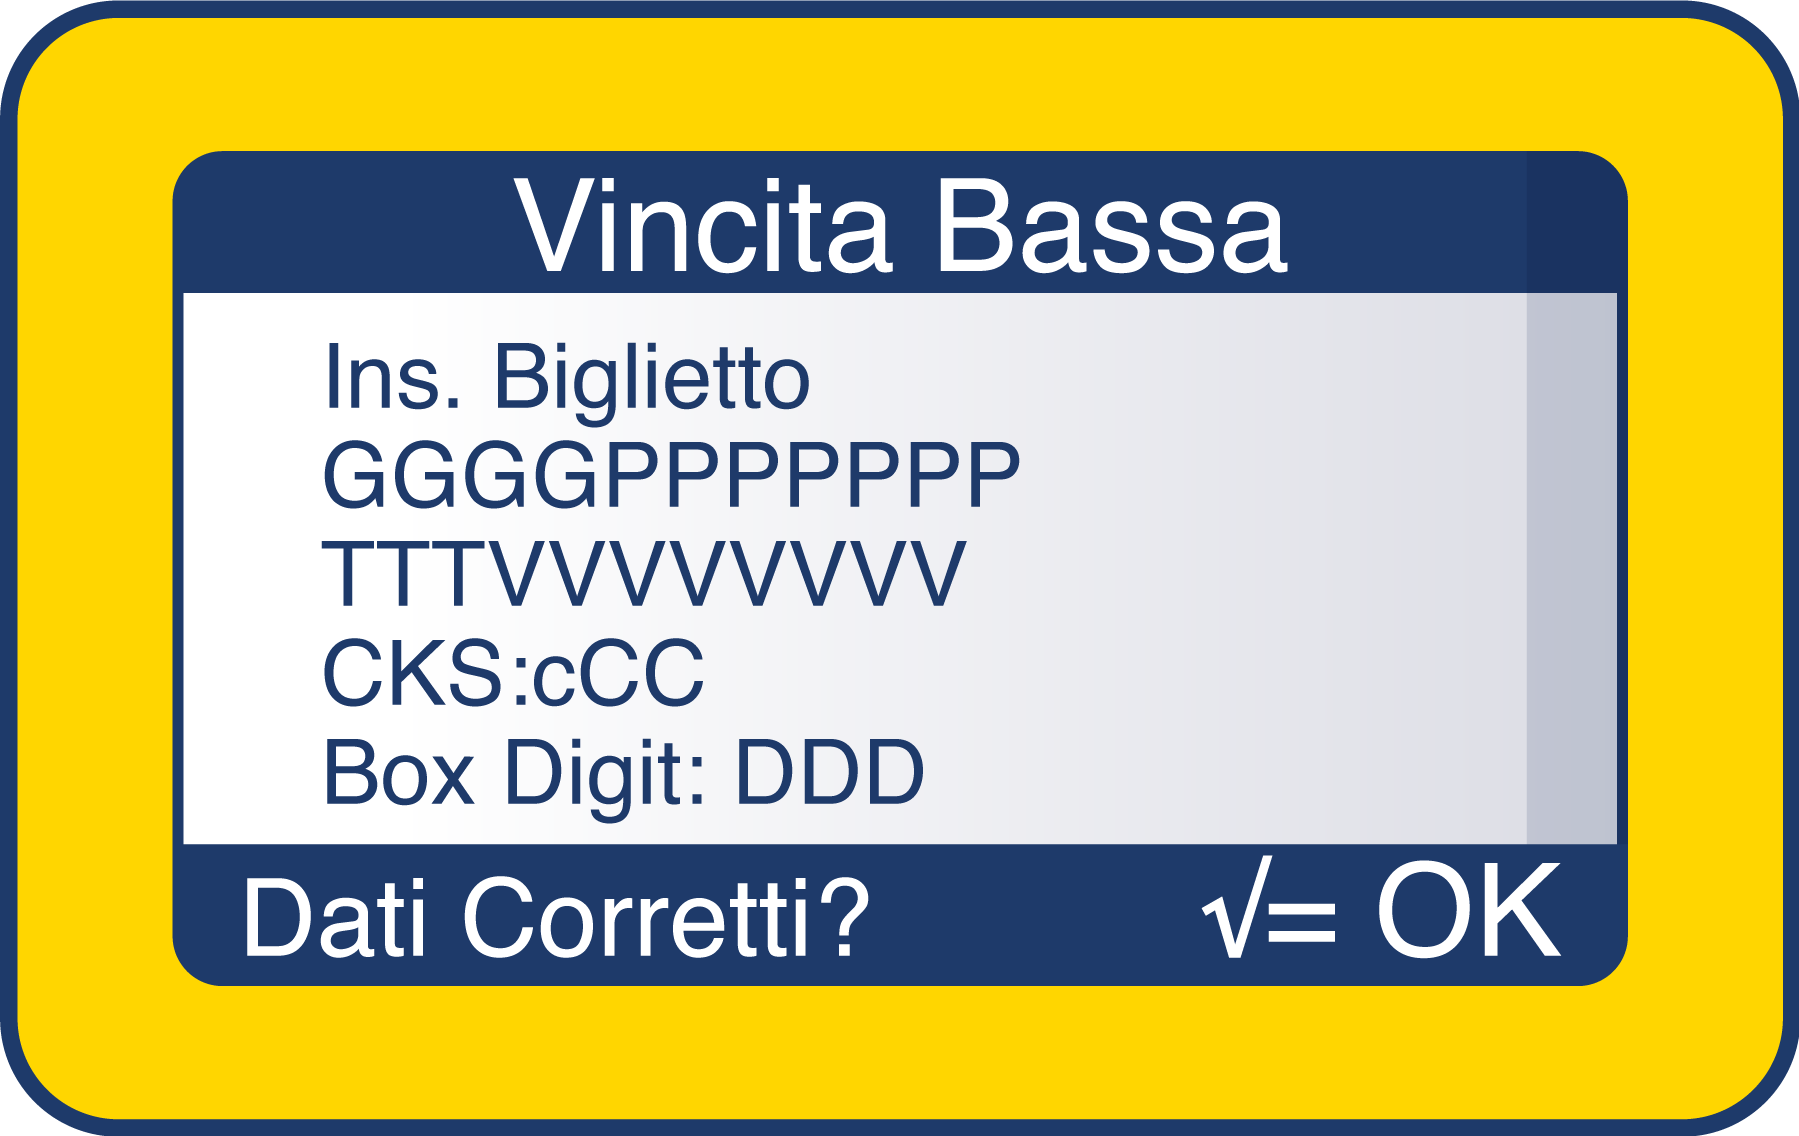 Vincita Bassa
Ins. Biglietto
GGGGPPPPPPP
TTTVVVVVVVV
CKS:cCC
Box Digit: DDD
Dati Corretti? √= OK